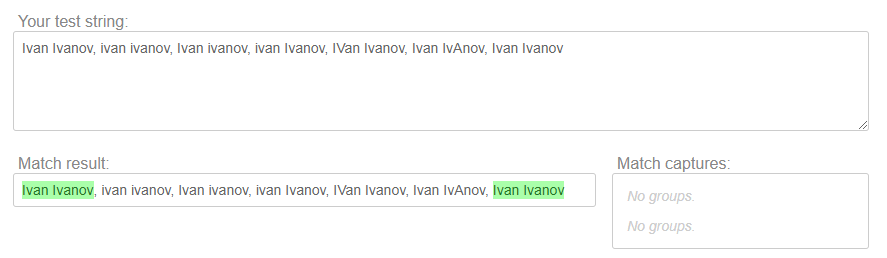 Your test string:
Ivan Ivanov, ivan ivanov, Ivan ivanov, ivan Ivanov, IVan Ivanov, Ivan IvAnov, Ivan Ivanov
Match result:
Match captures:
Ivan Ivanov, ivan ivanov, Ivan ivanov, ivan Ivanov, IVan Ivanov, Ivan IvAnov, Ivan Ivanov
No groups.
No groups.